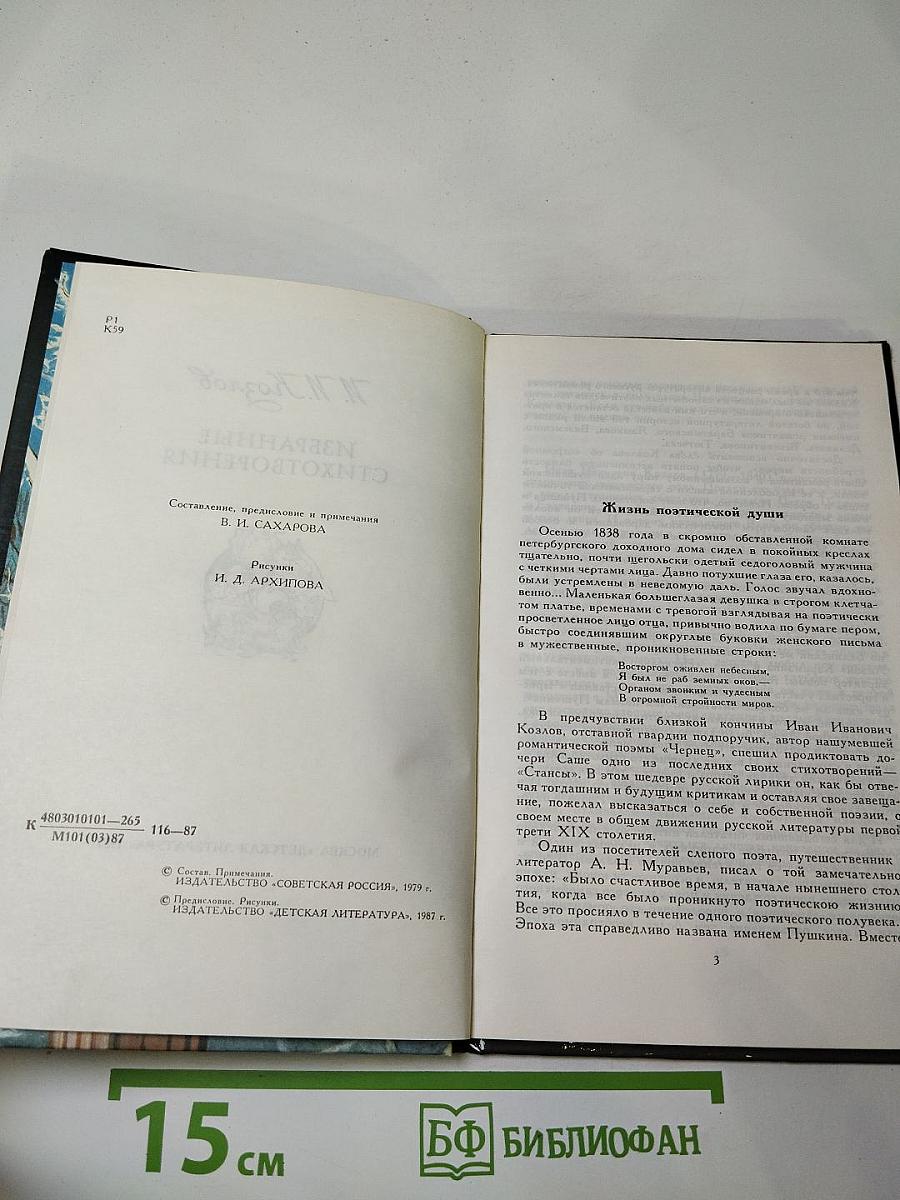 Р1
К59
И. И. Козлов
ИЗБРАННЫЕ
СТИХОТВОРЕНИЯ
Составление, предисловие и примечания
В. И. САХАРОВА
Рисунки
И. Д. АРХИПОВА
К 4803010101—265
М101(03)87 116—87
© Состав. Примечания.
ИЗДАТЕЛЬСТВО «СОВЕТСКАЯ РОССИЯ», 1979 г.
© Предисловие. Рисунки.
ИЗДАТЕЛЬСТВО «ДЕТСКАЯ ЛИТЕРАТУРА», 1987 г.
Жизнь поэтической души
Осенью 1838 года в скромно обставленной комнате
петербургского доходного дома сидел в покойных креслах
тщательно, почти щегольски одетый седоголовый мужчина
с четкими чертами лица. Давно потухшие глаза его, казалось,
были устремлены в неведомую даль. Голос звучал вдохно-
венно... Маленькая большеглазая девушка в строгом клетча-
том платье, временами с тревогой взглядывая на поэтически
просветленное лицо отца, привычно водила по бумаге пером,
быстро соединявшим округлые буковки женского письма
в мужественные, проникновенные строки:
Восторгом оживлен небесным,
Я был не раб земных оков,—
Органом звонким и чудесным
В огромной стройности миров.
В предчувствии близкой кончины Иван Иванович
Козлов, отставной гвардии подпоручик, автор нашумевшей
романтической поэмы «Чернец», спешил продиктовать до-
чери Саше одно из последних своих стихотворений—
«Стансы». В этом шедевре русской лирики он, как бы отве-
чая тогдашним и будущим критикам и оставляя свое завеща-
ние, пожелал высказаться о себе и собственной поэзии, о
своем месте в общем движении русской литературы первой
трети XIX столетия.
Один из посетителей слепого поэта, путешественник
литератор А. Н. Муравьев, писал о той замечательно
эпохе: «Было счастливое время, в начале нынешнего стол
тия, когда все было проникнуто поэтическою жизнию
Все это просияло в течение одного поэтического полувека.
Эпоха эта справедливо названа именем Пушкина. Вместе
3
15 см
БФ БИБЛИОФАН